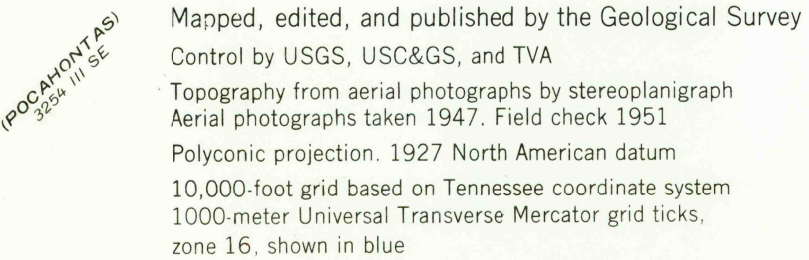 (POCAHONTAS)
3254 III SE
Mapped, edited, and published by the Geological Survey
Control by USGS, USC&GS, and TVA
Topography from aerial photographs by stereoplanigraph
Aerial photographs taken 1947. Field check 1951
Polyconic projection. 1927 North American datum
10,000-foot grid based on Tennessee coordinate system
1000-meter Universal Transverse Mercator grid ticks,
zone 16, shown in blue